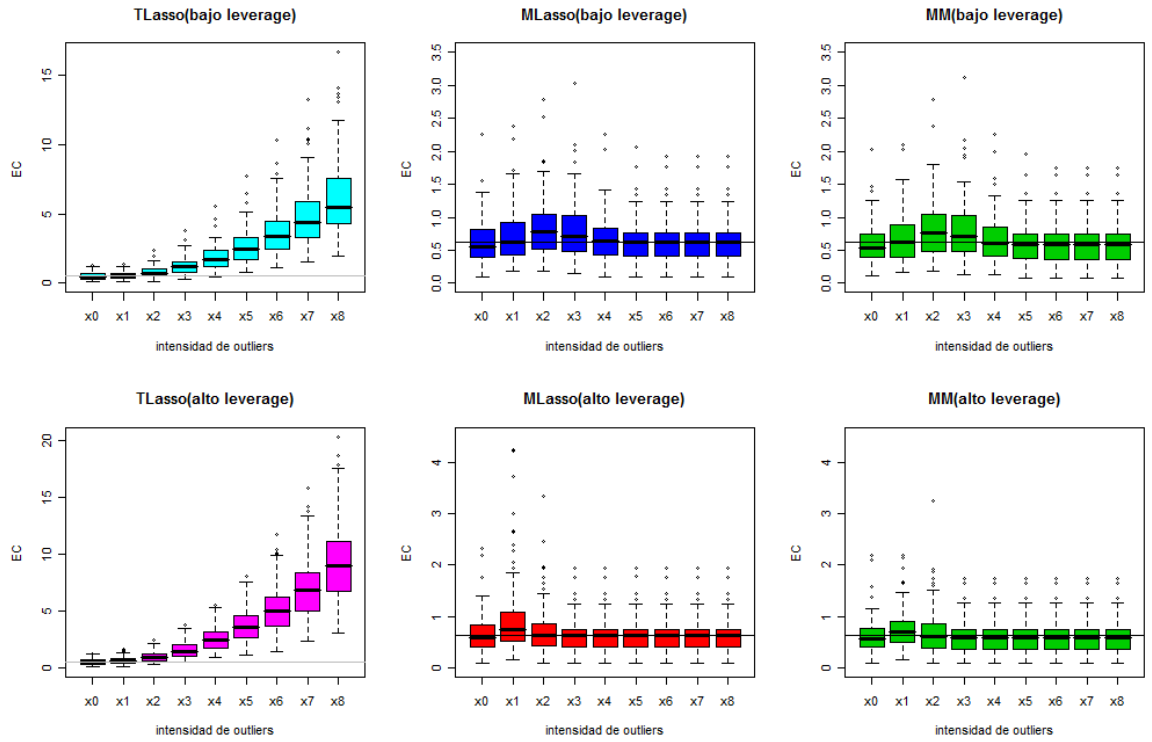 TLasso(bajo leverage)
EC
0
5
10
15
x0 x1 x2 x3 x4 x5 x6 x7 x8
intensidad de outliers
MLasso(bajo leverage)
EC
0.0
0.5
1.0
1.5
2.0
2.5
3.0
3.5
x0 x1 x2 x3 x4 x5 x6 x7 x8
intensidad de outliers
MM(bajo leverage)
EC
0.0
0.5
1.0
1.5
2.0
2.5
3.0
3.5
x0 x1 x2 x3 x4 x5 x6 x7 x8
intensidad de outliers
TLasso(alto leverage)
EC
0
5
10
15
20
x0 x1 x2 x3 x4 x5 x6 x7 x8
intensidad de outliers
MLasso(alto leverage)
EC
0
1
2
3
4
x0 x1 x2 x3 x4 x5 x6 x7 x8
intensidad de outliers
MM(alto leverage)
EC
0
1
2
3
4
x0 x1 x2 x3 x4 x5 x6 x7 x8
intensidad de outliers